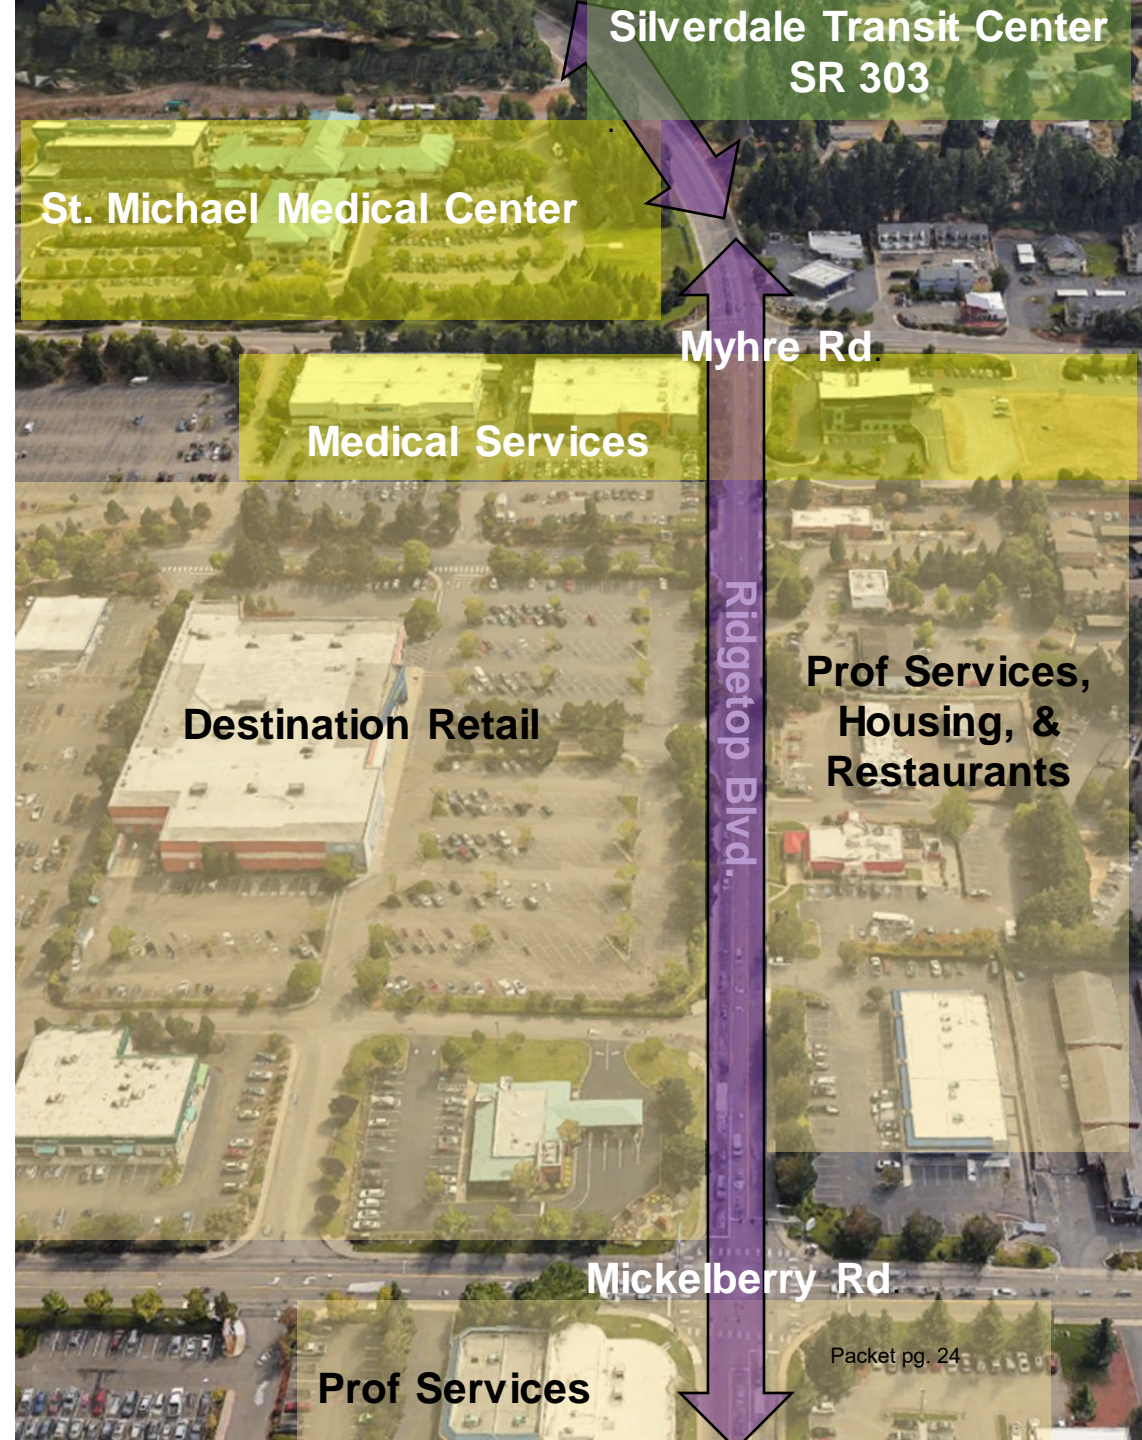 Silverdale Transit Center
SR 303
.
St. Michael Medical Center
Myhre Rd.
Medical Services
Ridgetop Blvd.
Prof Services,
Housing, &
Restaurants
Destination Retail
Mickelberry Rd.
Packet pg. 24
Prof Services